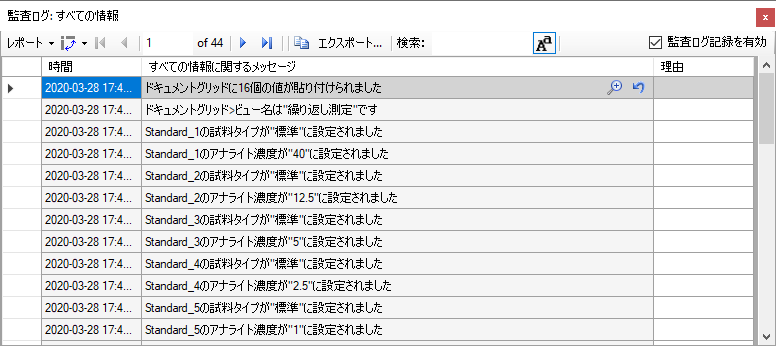 監査ログ: すべての情報
レポート 1 of 44 エクスポート... 検索: Aa 監査ログ記録を有効
時間 すべての情報に関するメッセージ 理由
2020-03-28 17:4... ドキュメントグリッドに16個の値が貼り付けられました
2020-03-28 17:4... ドキュメントグリッド>ビュー名は"繰り返し測定"です
2020-03-28 17:4... Standard_1の試料タイプが"標準"に設定されました
2020-03-28 17:4... Standard_1のアナライト濃度が"40"に設定されました
2020-03-28 17:4... Standard_2の試料タイプが"標準"に設定されました
2020-03-28 17:4... Standard_2のアナライト濃度が"12.5"に設定されました
2020-03-28 17:4... Standard_3の試料タイプが"標準"に設定されました
2020-03-28 17:4... Standard_3のアナライト濃度が"5"に設定されました
2020-03-28 17:4... Standard_4の試料タイプが"標準"に設定されました
2020-03-28 17:4... Standard_4のアナライト濃度が"2.5"に設定されました
2020-03-28 17:4... Standard_5の試料タイプが"標準"に設定されました
2020-03-28 17:4... Standard_5のアナライト濃度が"1"に設定されました